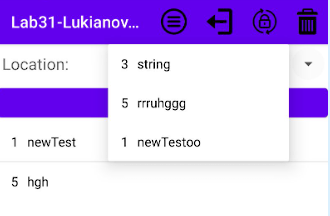 Lab31-Lukianov...
Location:
3 string
5 rrruhggg
1 newTestoo
1 newTest
5 hgh